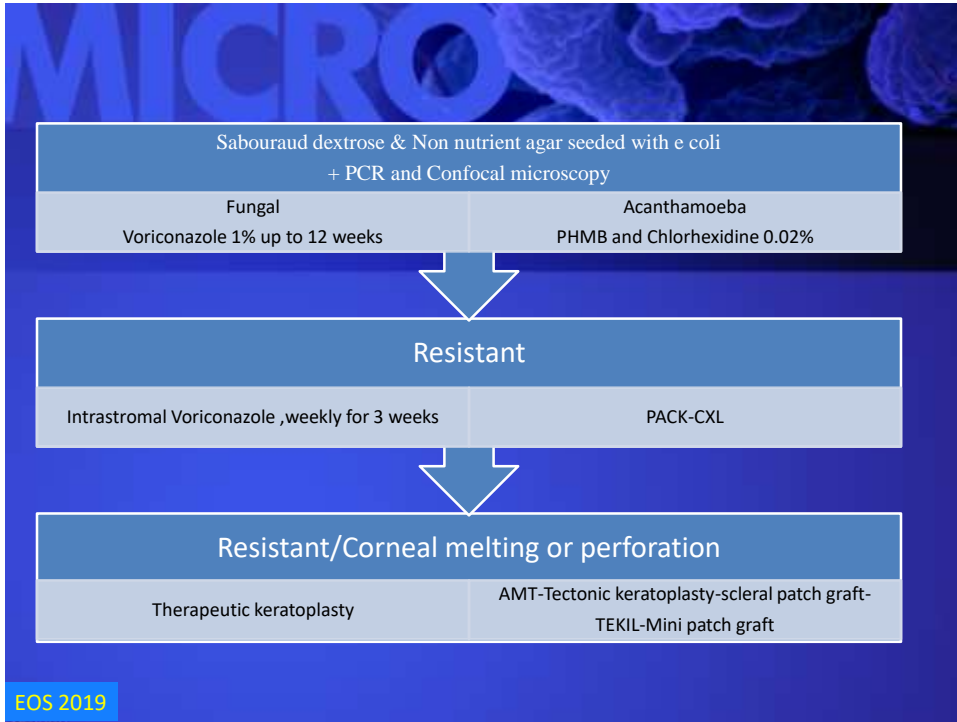 MICRO
Sabouraud dextrose & Non nutrient agar seeded with e coli
+ PCR and Confocal microscopy
Fungal
Voriconazole 1% up to 12 weeks
Acanthamoeba
PHMB and Chlorhexidine 0.02%
Resistant
Intrastromal Voriconazole ,weekly for 3 weeks
PACK-CXL
Resistant/Corneal melting or perforation
Therapeutic keratoplasty
AMT-Tectonic keratoplasty-scleral patch graft-
TEKIL-Mini patch graft
EOS 2019